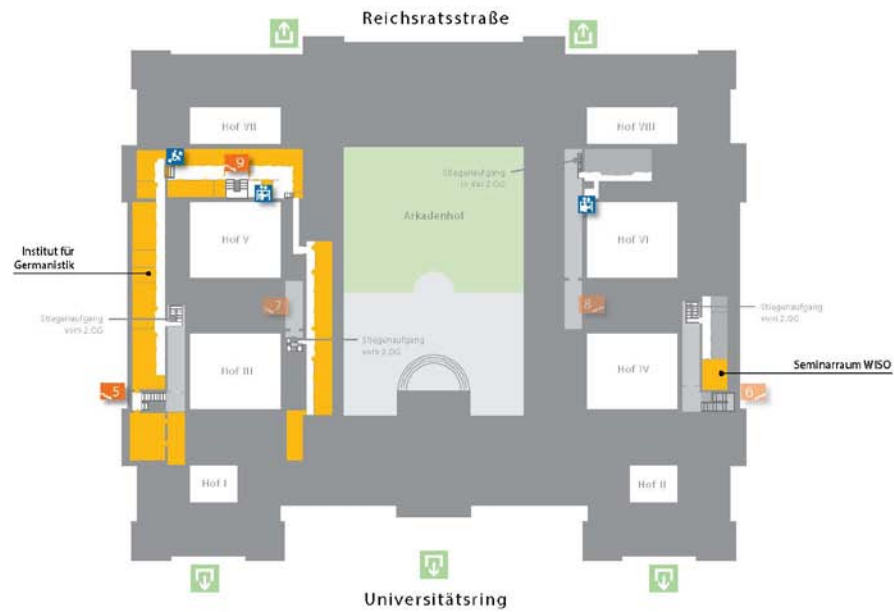 Reichsratsstraße
Hof VII
Hof VIII
9
Stiegenaufgang
in das 2.OG
Arkadenhof
Hof V
Hof VI
Institut für
Germanistik
7
8
Stiegenaufgang
vom 2.OG
Stiegenaufgang
vom 2.OG
Stiegenaufgang
vom 2.OG
Hof III
Hof IV
Seminarraum WISO
5
6
Hof I
Hof II
Universitätsring